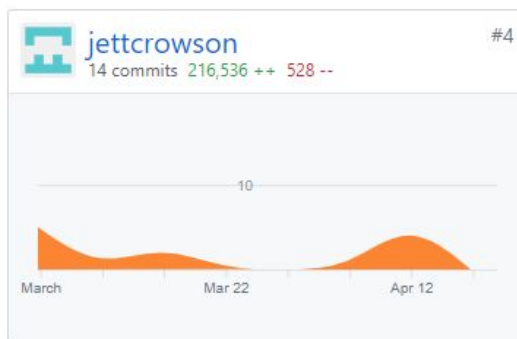 jettcrowson #4
14 commits 216,536 ++ 528 --
10
March Mar 22 Apr 12